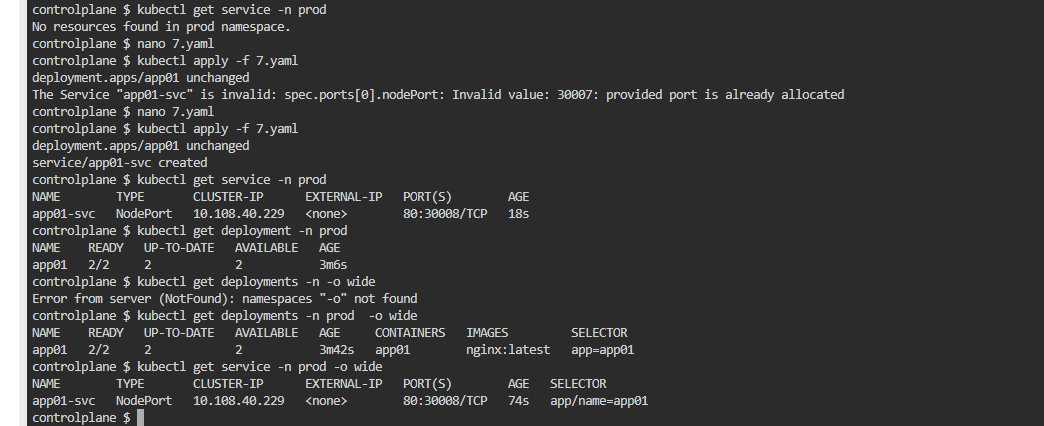 controlplane $ kubectl get service -n prod
No resources found in prod namespace.
controlplane $ nano 7.yaml
controlplane $ kubectl apply -f 7.yaml
deployment.apps/app01 unchanged
The Service "app01-svc" is invalid: spec.ports[0].nodePort: Invalid value: 30007: provided port is already allocated
controlplane $ nano 7.yaml
controlplane $ kubectl apply -f 7.yaml
deployment.apps/app01 unchanged
service/app01-svc created
controlplane $ kubectl get service -n prod
NAME        TYPE       CLUSTER-IP      EXTERNAL-IP   PORT(S)        AGE
app01-svc   NodePort   10.108.40.229   <none>        80:30008/TCP   18s
controlplane $ kubectl get deployment -n prod
NAME    READY   UP-TO-DATE   AVAILABLE   AGE
app01   2/2     2            2           3m6s
controlplane $ kubectl get deployments -n -o wide
Error from server (NotFound): namespaces "-o" not found
controlplane $ kubectl get deployments -n prod  -o wide
NAME    READY   UP-TO-DATE   AVAILABLE   AGE     CONTAINERS   IMAGES         SELECTOR
app01   2/2     2            2           3m42s   app01        nginx:latest   app=app01
controlplane $ kubectl get service -n prod -o wide
NAME        TYPE       CLUSTER-IP      EXTERNAL-IP   PORT(S)        AGE   SELECTOR
app01-svc   NodePort   10.108.40.229   <none>        80:30008/TCP   74s   app/name=app01
controlplane $